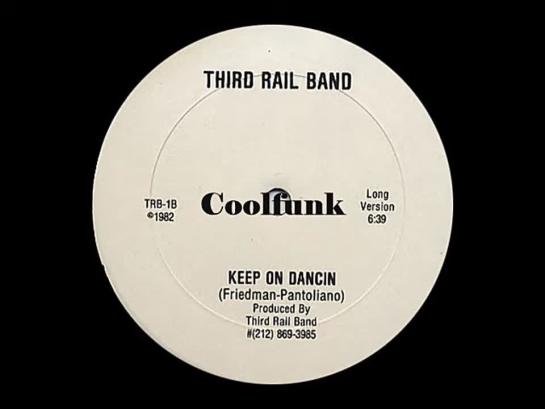 THIRD RAIL BAND
TRB-1B
©1982
Coolfunk
Long
Version
6:39
KEEP ON DANCIN
(Friedman-Pantoliano)
Produced By
Third Rail Band
#(212) 869-3985